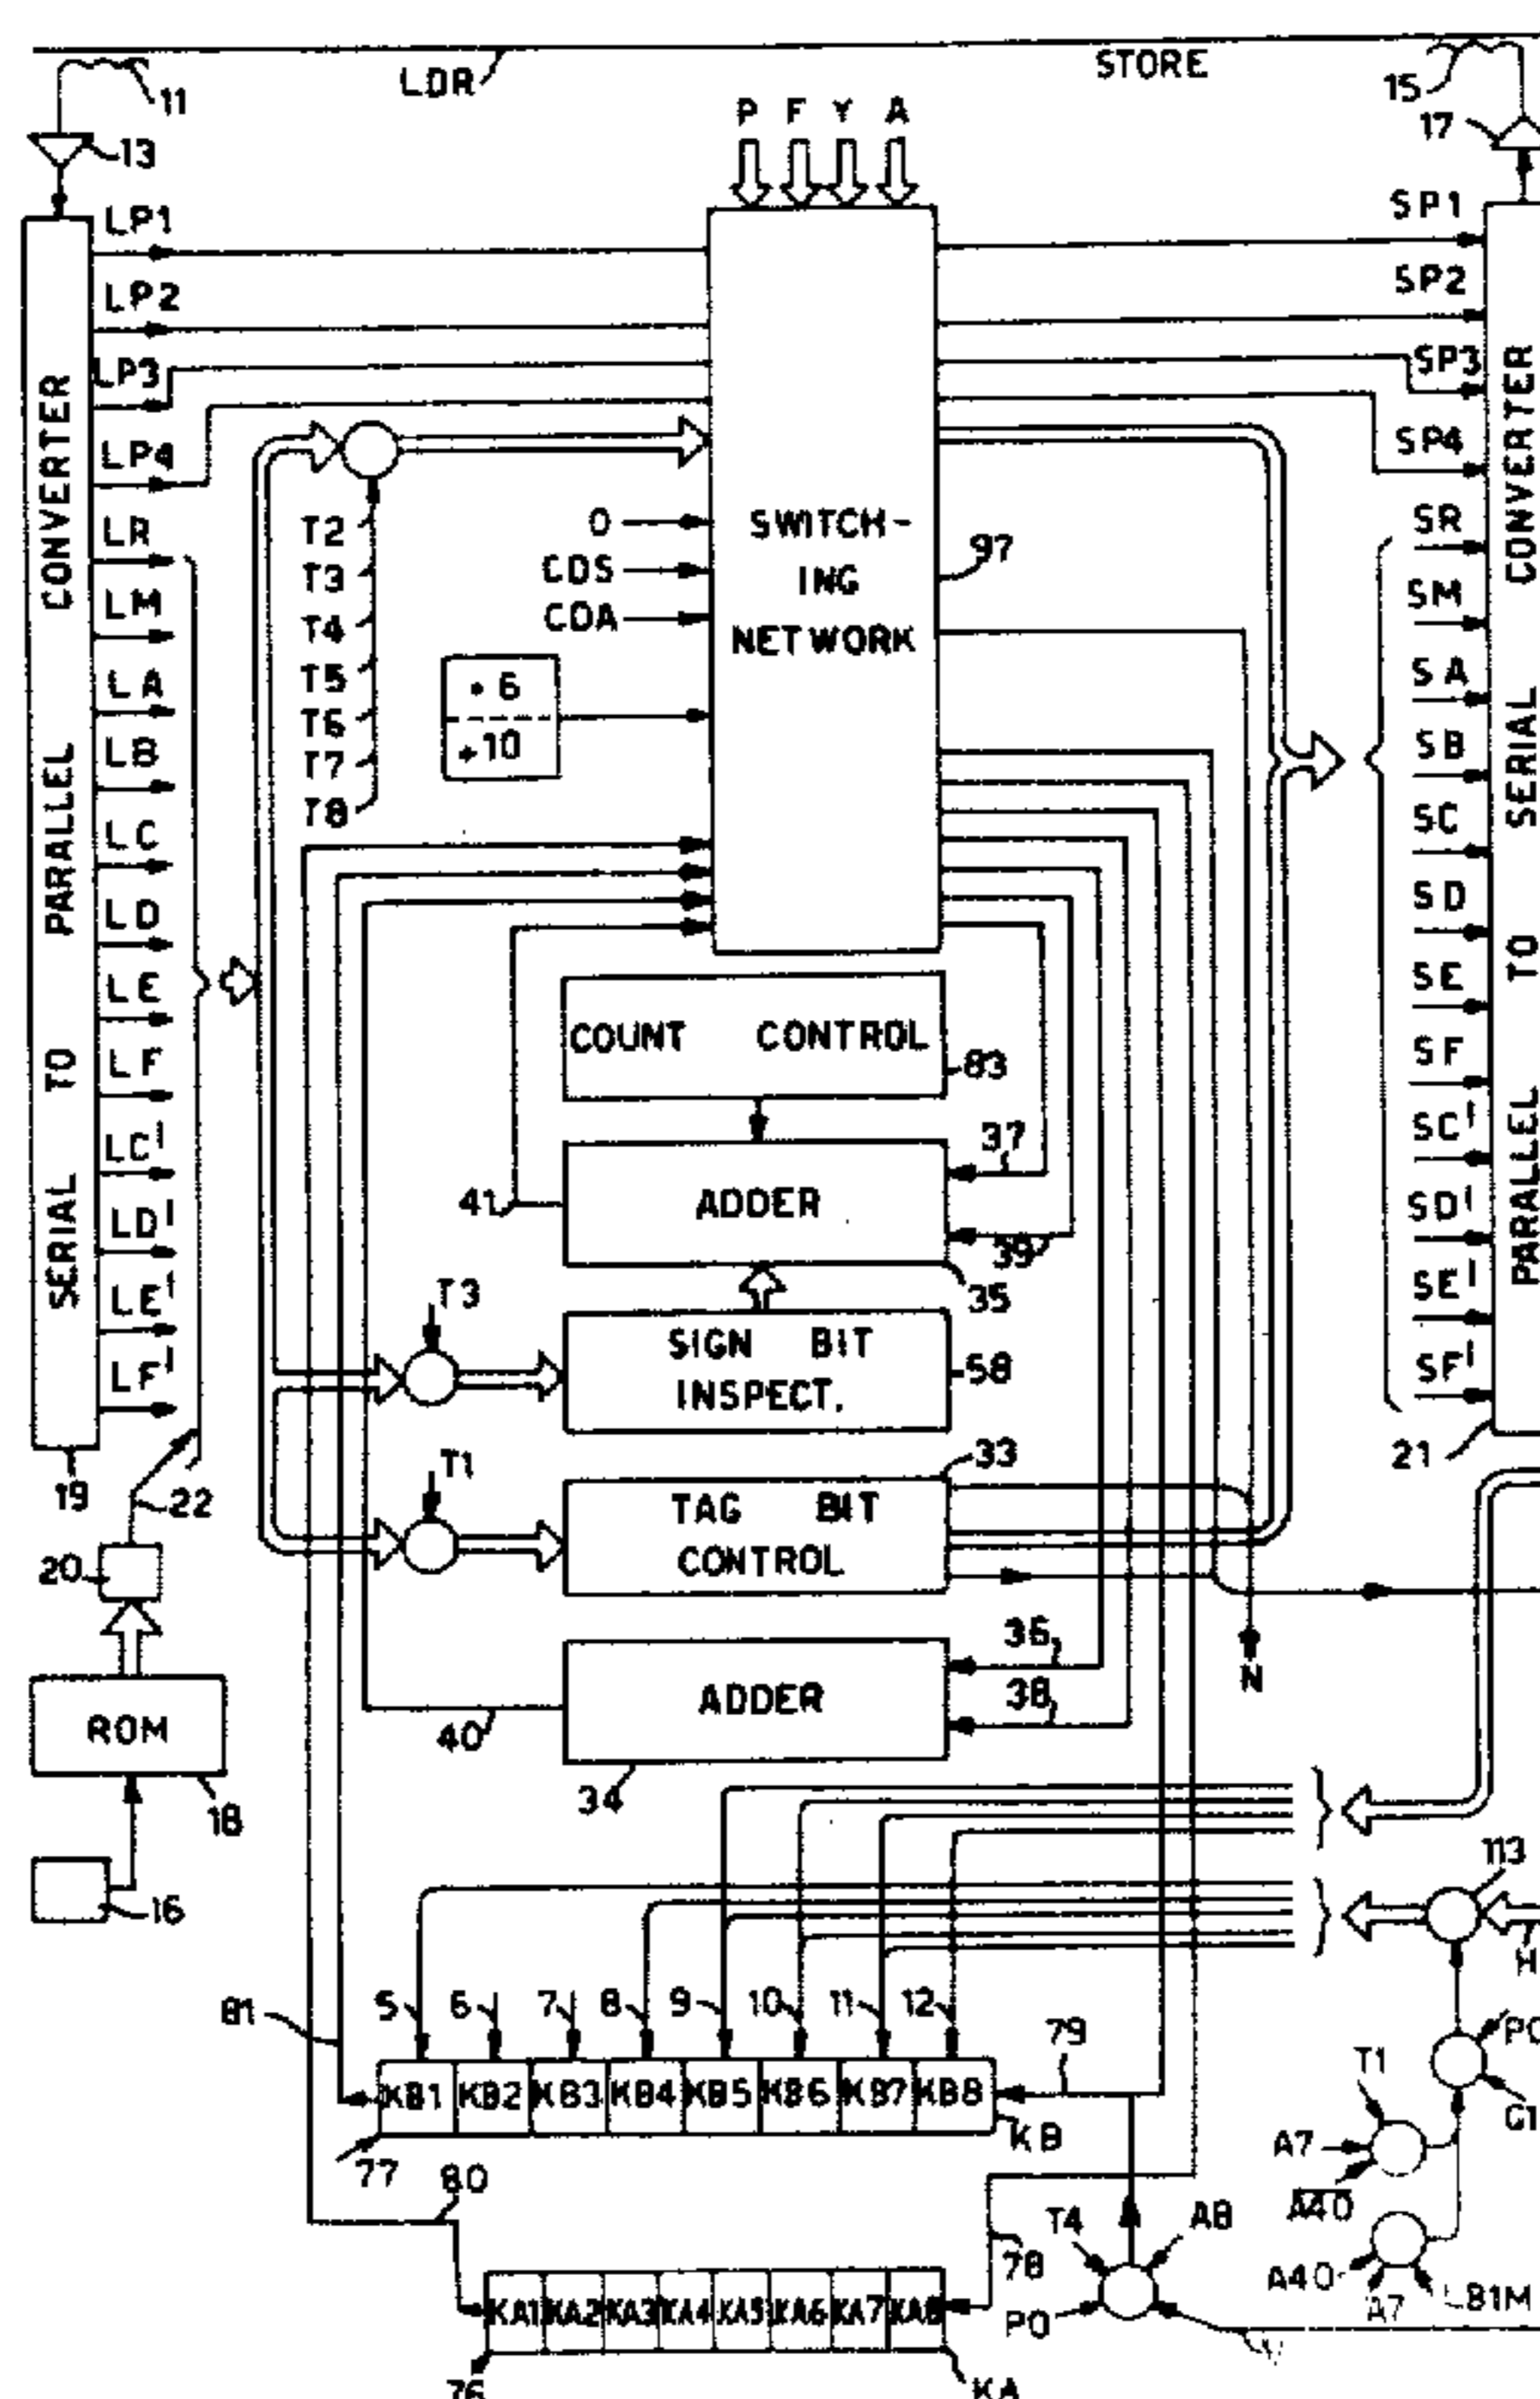 LDR
STORE
11
15
13
17
P F Y A
LP1
LP2
LP3
LP4
LR
LM
LA
LB
LC
LD
LE
LF
LC'
LD'
LE'
LF'
SERIAL TO PARALLEL CONVERTER
19
22
20
ROM
18
16
T2
T3
T4
T5
T6
T7
T8
0
CDS
CDA
+6
+10
SWITCH-
ING
NETWORK
97
COUNT CONTROL
83
ADDER
37
39
41
35
T3
SIGN BIT
INSPECT.
58
T1
TAG BIT
CONTROL
33
ADDER
36
38
40
34
N
SP1
SP2
SP3
SP4
SR
SM
SA
SB
SC
SD
SE
SF
SC'
SD'
SE'
SF'
PARALLEL TO SERIAL CONVERTER
21
113
81
5 6 7 8 9 10 11 12
KB1 KB2 KB3 KB4 KB5 KB6 KB7 KB8
79
KB
77
80
78
KA1 KA2 KA3 KA4 KA5 KA6 KA7 KA8
76
KA
T4
A8
P0
T1
A7
A40
G1
A40
A7